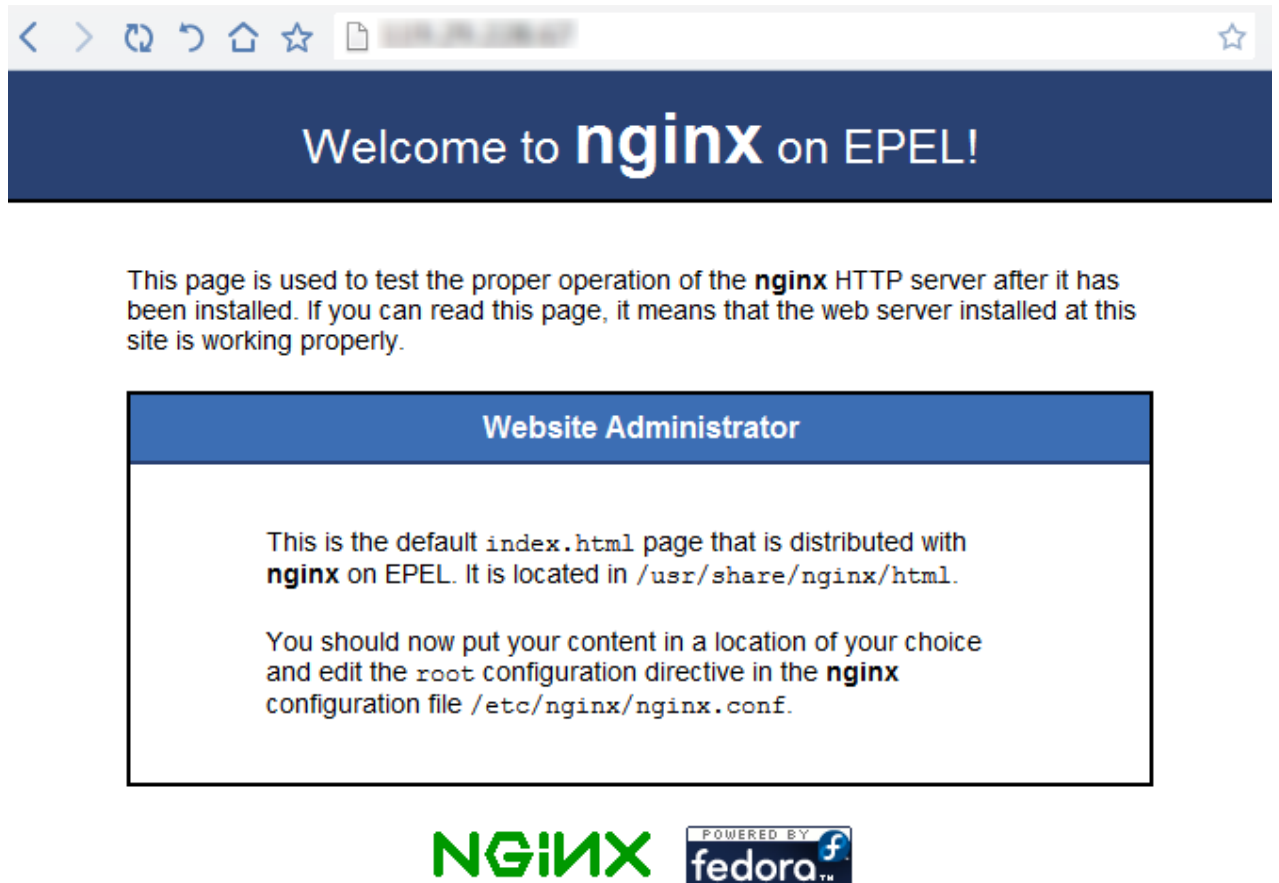 Welcome to nginx on EPEL!
This page is used to test the proper operation of the nginx HTTP server after it has
been installed. If you can read this page, it means that the web server installed at this
site is working properly.
Website Administrator
This is the default index.html page that is distributed with
nginx on EPEL. It is located in /usr/share/nginx/html.
You should now put your content in a location of your choice
and edit the root configuration directive in the nginx
configuration file /etc/nginx/nginx.conf.
NGINX
POWERED BY
fedora™